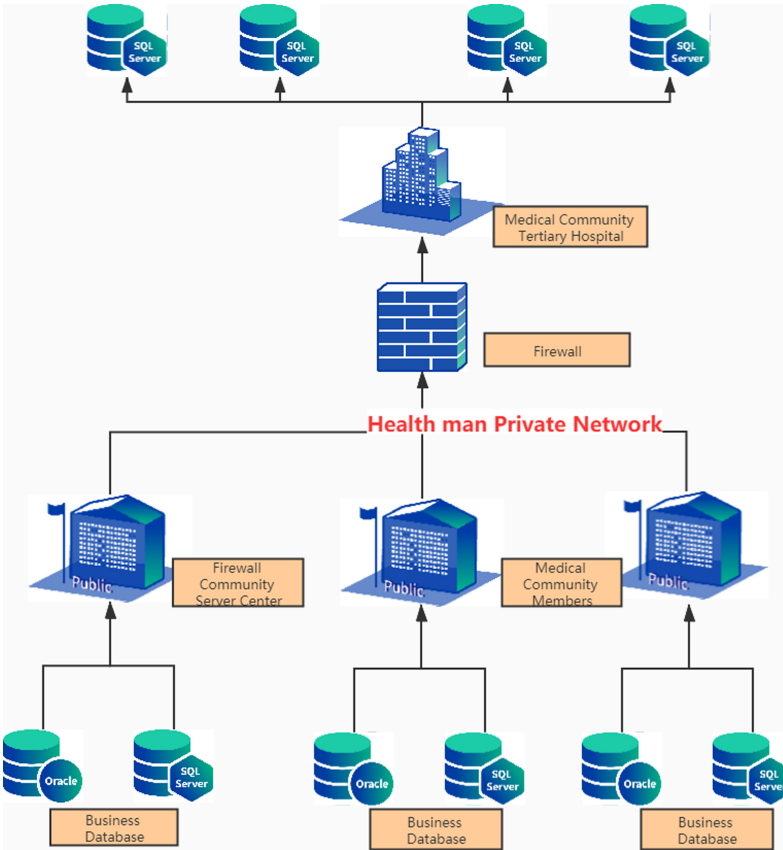 SQL
Server
SQL
Server
SQL
Server
SQL
Server
Medical Community
Tertiary Hospital
Firewall
Health man Private Network
Public
Firewall
Community
Server Center
Public
Medical
Community
Members
Public
Oracle
SQL
Server
Business
Database
Oracle
SQL
Server
Business
Database
Oracle
SQL
Serve
Business
Database